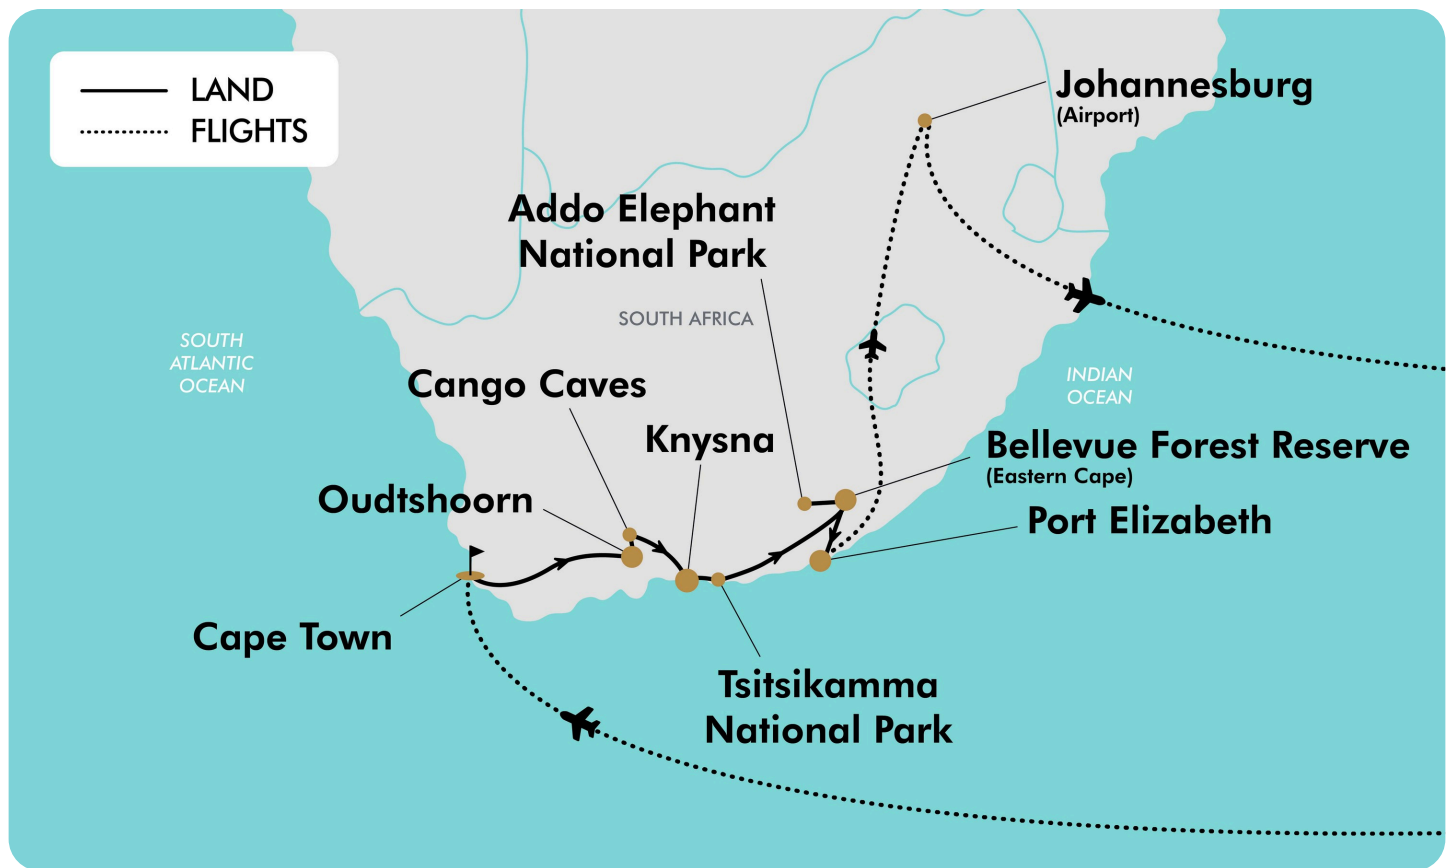 LAND
FLIGHTS
Johannesburg
(Airport)
Addo Elephant
National Park
SOUTH AFRICA
SOUTH
ATLANTIC
OCEAN
INDIAN
OCEAN
Cango Caves
Knysna
Bellevue Forest Reserve
(Eastern Cape)
Oudtshoorn
Port Elizabeth
Cape Town
Tsitsikamma
National Park